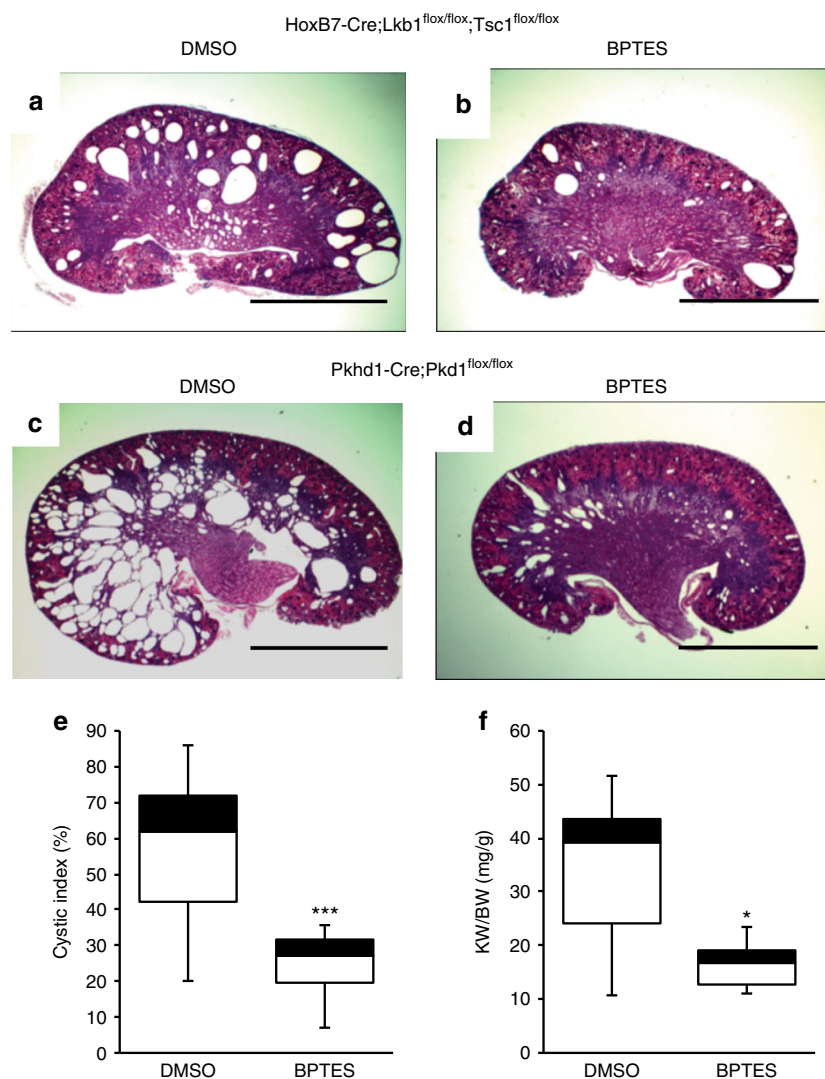 HoxB7-Cre;Lkb1flox/flox;Tsc1flox/flox
DMSO
BPTES
a
b
Pkhd1-Cre;Pkd1flox/flox
DMSO
BPTES
c
d
e
Cystic index (%)
90
80
70
60
50
40
30
20
10
0
***
DMSO
BPTES
f
KW/BW (mg/g)
60
50
40
30
20
10
0
*
DMSO
BPTES